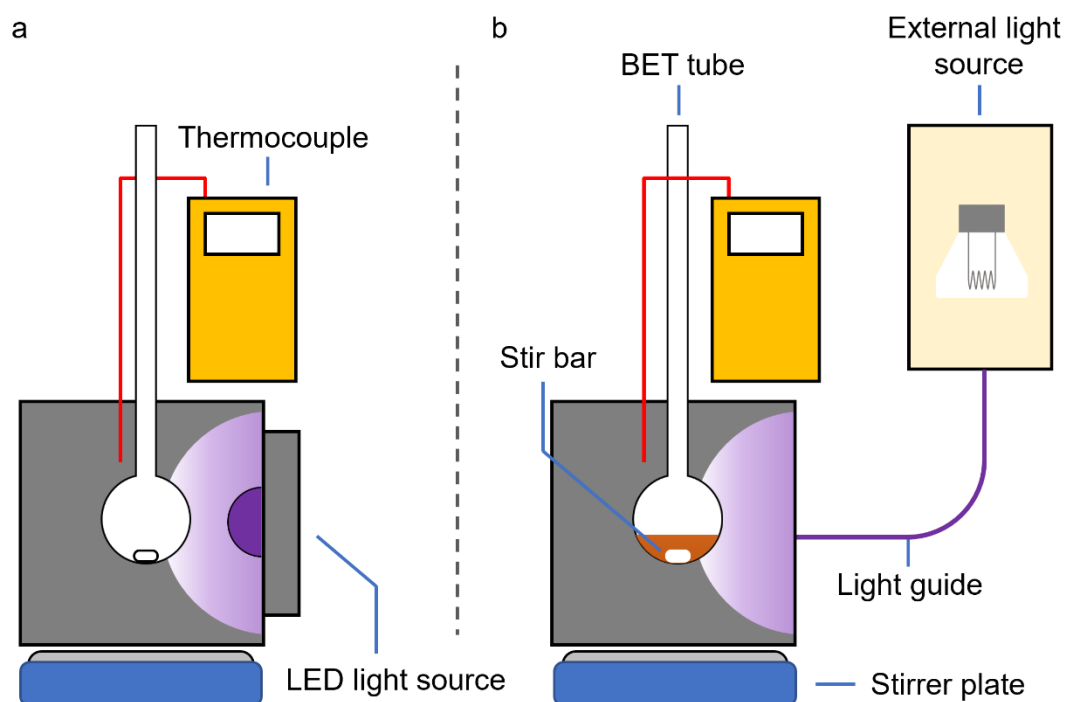 a
Thermocouple
LED light source
b
BET tube
External light
source
Stir bar
Light guide
Stirrer plate